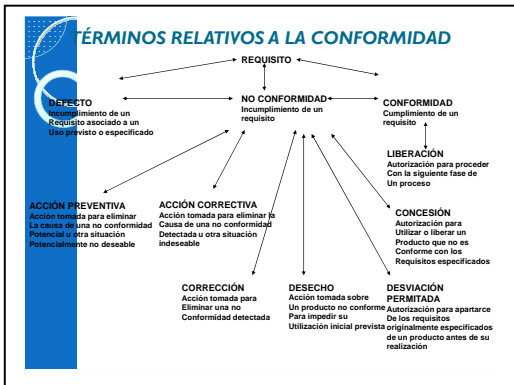 TÉRMINOS RELATIVOS A LA CONFORMIDAD
REQUISITO
DEFECTO
Incumplimiento de un
Requisito asociado a un
Uso previsto o especificado
NO CONFORMIDAD
Incumplimiento de un
requisito
CONFORMIDAD
Cumplimiento de un
requisito
LIBERACIÓN
Autorización para proceder
Con la siguiente fase de
Un proceso
ACCIÓN PREVENTIVA
Acción tomada para eliminar
La causa de una no conformidad
Potencial u otra situación
Potencialmente no deseable
ACCIÓN CORRECTIVA
Acción tomada para eliminar la
Causa de una no conformidad
Detectada u otra situación
indeseable
CONCESIÓN
Autorización para
Utilizar o liberar un
Producto que no es
Conforme con los
Requisitos especificados
CORRECCIÓN
Acción tomada para
Eliminar una no
Conformidad detectada
DESECHO
Acción tomada sobre
Un producto no conforme
Para impedir su
Utilización inicial prevista
DESVIACIÓN
PERMITADA
Autorización para apartarce
De los requisitos
originalmente especificados
de un producto antes de su
realización